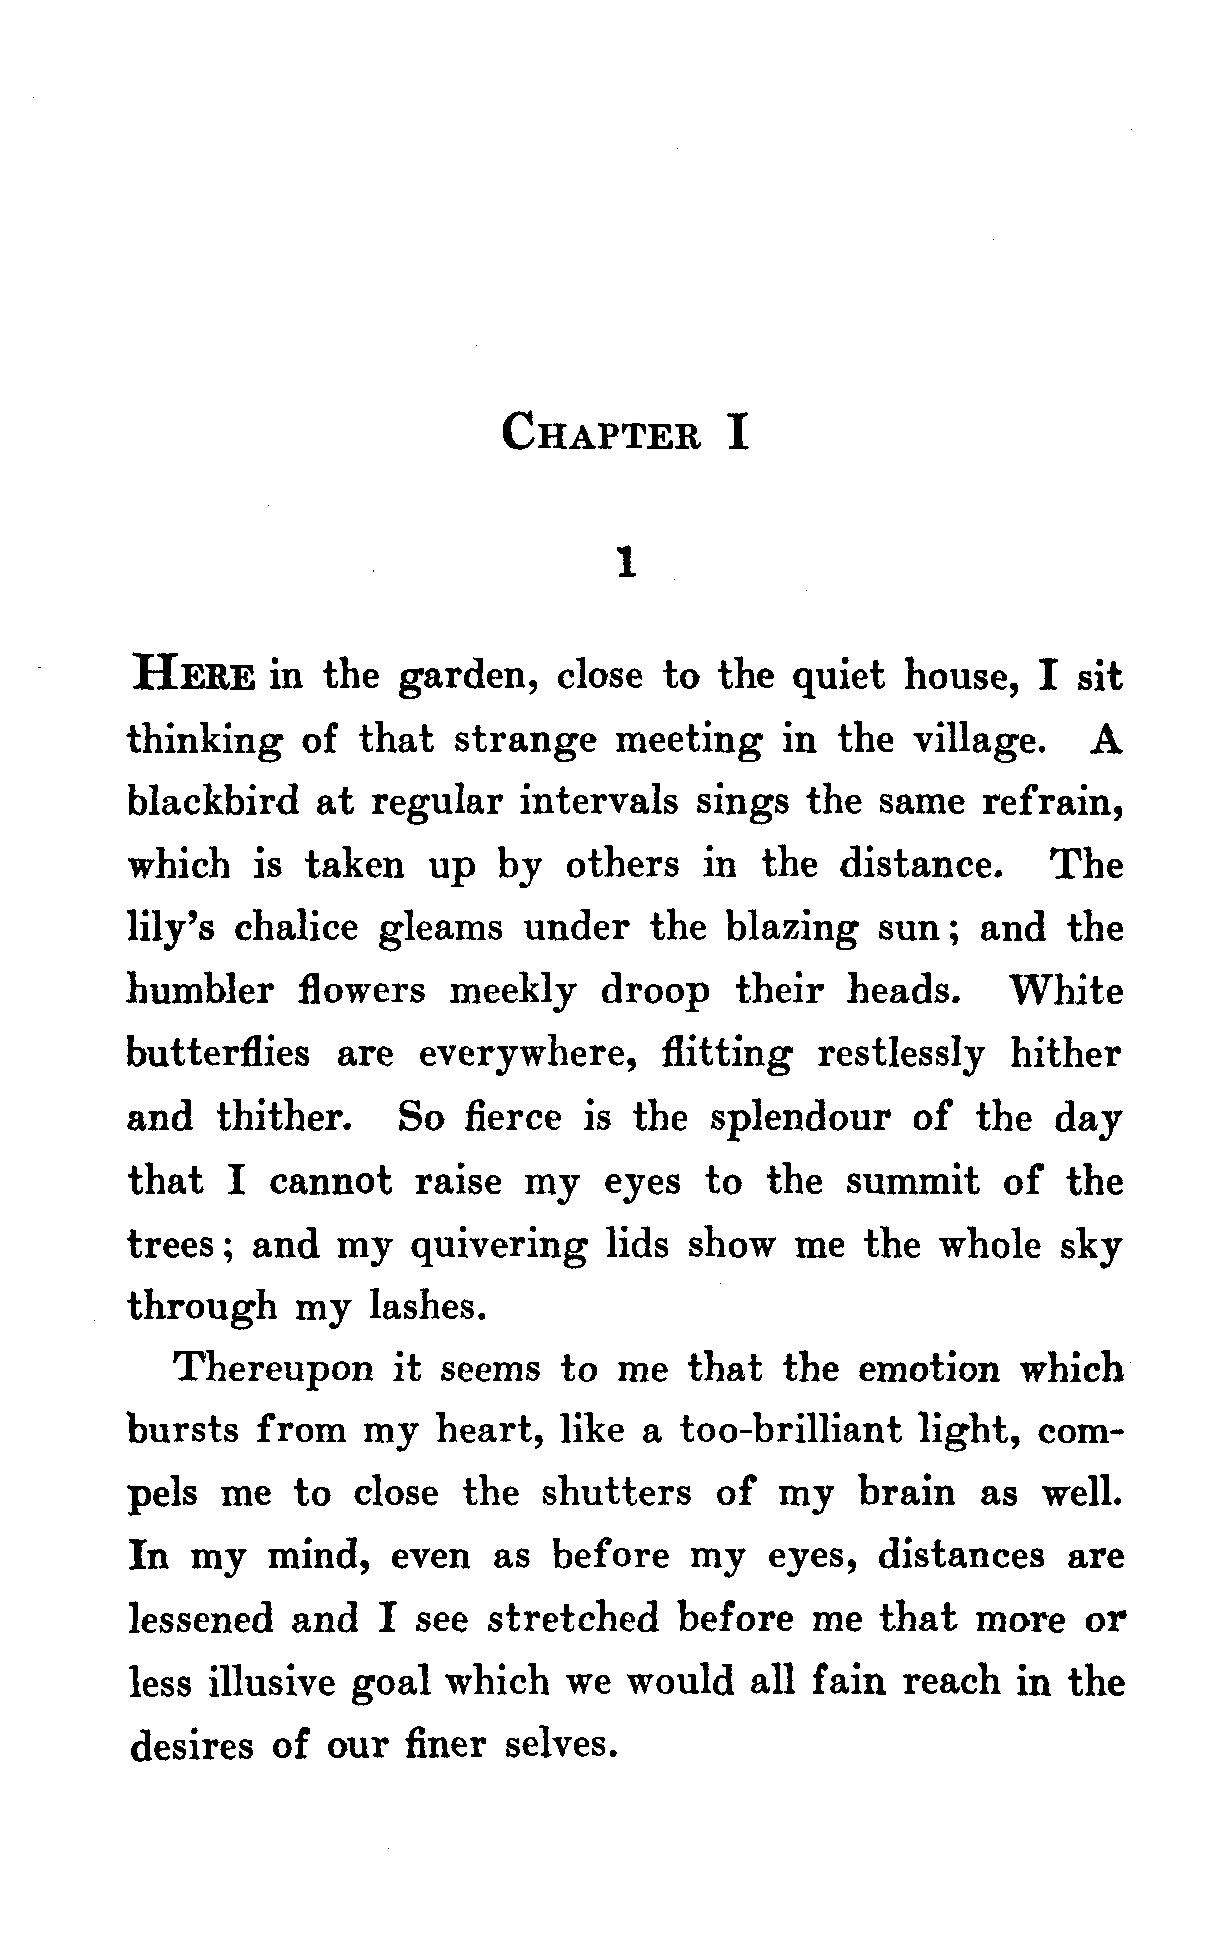 CHAPTER I
1
HERE in the garden, close to the quiet house, I sit
thinking of that strange meeting in the village. A
blackbird at regular intervals sings the same refrain,
which is taken up by others in the distance. The
lily's chalice gleams under the blazing sun; and the
humbler flowers meekly droop their heads. White
butterflies are everywhere, flitting restlessly hither
and thither. So fierce is the splendour of the day
that I cannot raise my eyes to the summit of the
trees; and my quivering lids show me the whole sky
through my lashes.
Thereupon it seems to me that the emotion which
bursts from my heart, like a too-brilliant light, com-
pels me to close the shutters of my brain as well.
In my mind, even as before my eyes, distances are
lessened and I see stretched before me that more or
less illusive goal which we would all fain reach in the
desires of our finer selves.